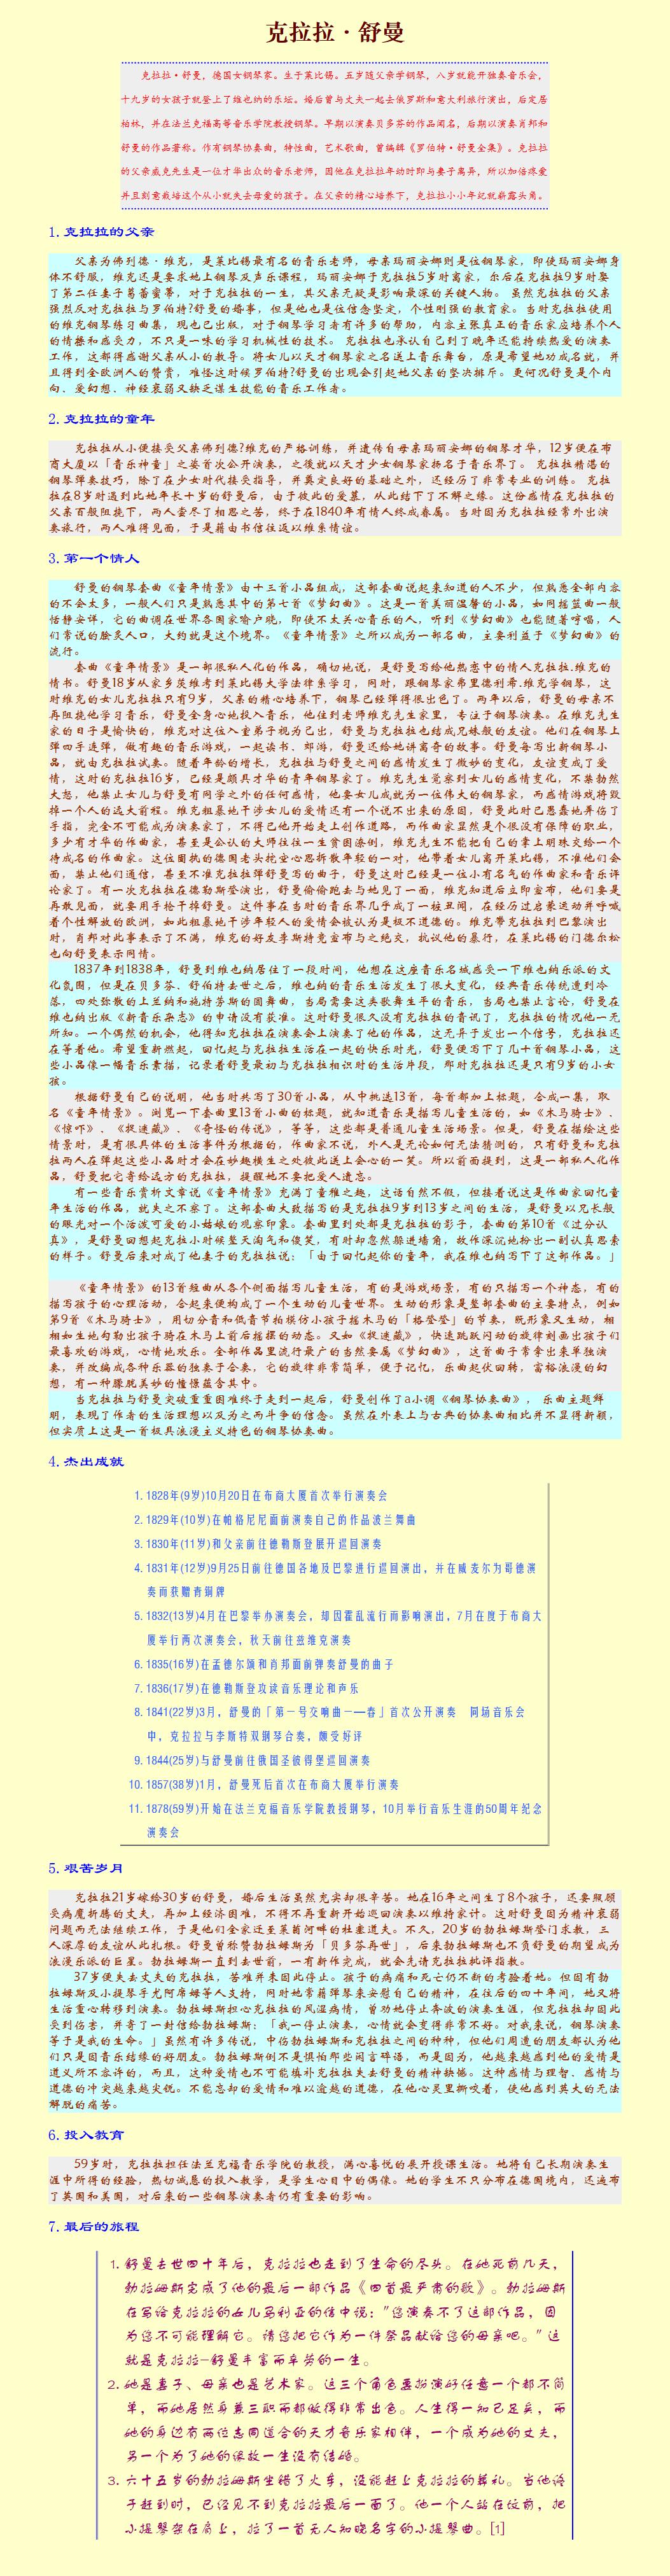 克拉拉·舒曼
克拉拉·舒曼，德国女钢琴家。生于莱比锡。五岁随父亲学钢琴，八岁就能开独奏音乐会，
十九岁的女孩子就登上了维也纳的乐坛。婚后曾与丈夫一起去俄罗斯和意大利旅行演出，后定居
柏林，并在法兰克福高等音乐学院教授钢琴。早期以演奏贝多芬的作品闻名，后期以演奏肖邦和
舒曼的作品著称。作有钢琴协奏曲，特性曲，艺术歌曲，曾编辑《罗伯特·舒曼全集》。克拉拉
的父亲威克先生是一位才华出众的音乐老师，因他在克拉拉年幼时即与妻子离异，所以加倍疼爱
并且刻意栽培这个从小就失去母爱的孩子。在父亲的精心培养下，克拉拉小小年纪就崭露头角。
1. 克拉拉的父亲
父亲为佛列德·维克，是莱比锡最有名的音乐老师，母亲玛丽安娜则是位钢琴家，即使玛丽安娜身
体不舒服，维克还是要求她上钢琴及声乐课程，玛丽安娜于克拉拉5岁时离家，尔后在克拉拉9岁时娶
了第二任妻子葛蕾蜜蒂，对于克拉拉的一生，其父亲无疑是影响最深的关键人物。 虽然克拉拉的父亲
强烈反对克拉拉与罗伯特?舒曼的婚事，但是他也是位信念坚定，个性刚强的教育家。当时克拉拉使用
的维克钢琴练习曲集，现也已出版，对于钢琴学习者有许多的帮助，内容主张真正的音乐家应培养个人
的情操和感受力，不只是一味的学习机械性的技术。 克拉拉也承认自己到了晚年还能持续热爱的演奏
工作，这都得感谢父亲从小的教导。将女儿以天才钢琴家之名送上音乐舞台，原是希望她功成名就，并
且得到全欧洲人的赞赏，难怪这时候罗伯特?舒曼的出现会引起她父亲的坚决排斥。更何况舒曼是个内
向、爱幻想、神经衰弱又缺乏谋生技能的音乐工作者。
2. 克拉拉的童年
克拉拉从小便接受父亲佛列德?维克的严格训练，并遗传自母亲玛丽安娜的钢琴才华，12岁便在布
商大厦以「音乐神童」之姿首次公开演奏，之後就以天才少女钢琴家扬名于音乐界了。 克拉拉精湛的
钢琴弹奏技巧，除了在少女时代接受指导，并奠定良好的基础之外，还经历了非常专业的训练。 克拉
拉在8岁时遇到比她年长十岁的舒曼后，由于彼此的爱慕，从此结下了不解之缘。这份感情在克拉拉的
父亲百般阻挠下，两人尝尽了相思之苦，终于在1840年有情人终成眷属。当时因为克拉拉经常外出演
奏旅行，两人难得见面，于是藉由书信往返以维系情谊。
3. 第一个情人
舒曼的钢琴套曲《童年情景》由十三首小品组成，这部套曲说起来知道的人不少，但熟悉全部内容
的不会太多，一般人们只是熟悉其中的第七首《梦幻曲》。这是一首美丽温馨的小品，如同摇篮曲一般
恬静安详，它的曲调在世界各国家喻户晓，即使不太关心音乐的人，听到《梦幻曲》也能随着哼唱，人
们常说的脍炙人口，大约就是这个境界。《童年情景》之所以成为一部名曲，主要利益于《梦幻曲》的
流行。
套曲《童年情景》是一部很私人化的作品，确切地说，是舒曼写给他热恋中的情人克拉拉.维克的
情书。舒曼18岁从家乡茨维考到莱比锡大学法律系学习，同时，跟钢琴家弗里德利希.维克学钢琴，这
时维克的女儿克拉拉只有9岁，父亲的精心培养下，钢琴已经弹得很出色了。两年以后，舒曼的母亲不
再阻挠他学习音乐，舒曼全身心地投入音乐，他住到老师维克先生家里，专注于钢琴演奏。在维克先生
家的日子是愉快的，维克对这位入室弟子视为己出，舒曼与克拉拉也结成兄妹般的友谊。他们在钢琴上
弹四手连弹，做有趣的音乐游戏，一起读书、郊游，舒曼还给她讲离奇的故事。舒曼每写出新钢琴小
品，就由克拉拉试奏。随着年龄的增长，克拉拉与舒曼之间的感情发生了微妙的变化，友谊变成了爱
情，这时的克拉拉16岁，已经是颇具才华的青年钢琴家了。维克先生觉察到女儿的感情变化，不禁勃然
大怒，他禁止女儿与舒曼有同学之外的任何感情，他要女儿成就为一位伟大的钢琴家，而感情游戏将毁
掉一个人的远大前程。维克粗暴地干涉女儿的爱情还有一个说不出来的原因，舒曼此时已愚蠢地弄伤了
手指，完全不可能成为演奏家了，不得已他开始走上创作道路，而作曲家显然是个很没有保障的职业，
多少有才华的作曲家，甚至是公认的大师往往一生贫困潦倒，维克先生不能把自己的掌上明珠交给一个
待成名的作曲家。这位固执的德国老头挖空心思拆散年轻的一对，他带着女儿离开莱比锡，不准他们会
面，禁止他们通信，甚至不准克拉拉弹舒曼写的曲子，舒曼这时已经是一位小有名气的作曲家和音乐评
论家了。有一次克拉拉在德勒斯登演出，舒曼偷偷跑去与她见了一面，维克知道后立即宣布，他们要是
再敢见面，就要用手枪干掉舒曼。这件事在当时的音乐界几乎成了一桩丑闻，在经历过启蒙运动并呼喊
着个性解放的欧洲，如此粗暴地干涉年轻人的爱情会被认为是极不道德的。维克带克拉拉到巴黎演出
时，肖邦对此事表示了不满，维克的好友李斯特竟宣布与之绝交，抗议他的暴行，在莱比锡的门德尔松
也向舒曼表示同情。
1837年到1838年，舒曼到维也纳居住了一段时间，他想在这座音乐名城感受一下维也纳乐派的文
化氛围，但是在贝多芬、舒伯特去世之后，维也纳的音乐生活发生了很大变化，经典音乐传统遭到冷
落，四处弥散的上兰纳和施特劳斯的圆舞曲，当局需要这类歌舞生平的音乐，当局也禁止言论，舒曼在
维也纳出版《新音乐杂志》的申请没有获准。这对舒曼很久没有克拉拉的音讯了，克拉拉的情况他一无
所知。一个偶然的机会，他得知克拉拉在演奏会上演奏了他的作品，这无异于发出一个信号，克拉拉还
在等着他。希望重新燃起，回忆起与克拉拉生活在一起的快乐时光，舒曼便写下了几十首钢琴小品，这
些小品像一幅音乐素描，记录着舒曼最初与克拉拉相识时的生活片段，那时克拉拉还是只有9岁的小女
孩。
根据舒曼自己的说明，他当时共写了30首小品，从中挑选13首，每首都加上标题，合成一集，取
名《童年情景》。浏览一下套曲里13首小曲的标题，就知道音乐是描写儿童生活的，如《木马骑士》、
《惊吓》、《捉迷藏》、《奇怪的传说》，等等，这些都是普通儿童生活场景。但是，舒曼在描绘这些
情景时，是有很具体的生活事件为根据的，作曲家不说，外人是无论如何无法猜测的，只有舒曼和克拉
拉两人在弹起这些小品时才会在妙趣横生之处彼此送上会心的一笑。所以前面提到，这是一部私人化作
品，舒曼把它寄给远方的克拉拉，提醒她不要把爱人遗忘。
有一些音乐赏析文章说《童年情景》充满了童稚之趣，这话自然不假，但接着说这是作曲家回忆童
年生活的作品，就失之不察了。这部套曲大致描写的是克拉拉9岁到13岁之间的生活，是舒曼以兄长般
的眼光对一个活泼可爱的小姑娘的观察印象。套曲里到处都是克拉拉的影子，套曲的第10首《过分认
真》，是舒曼回想起克拉拉小时候整天淘气和傻笑，有时却忽然躲进墙角，故作深沉地扮出一副认真思索
的样子。舒曼后来对成了他妻子的克拉拉说：「由于回忆起你的童年，我在维也纳写下了这部作品。」
《童年情景》的13首短曲从各个侧面描写儿童生活，有的是游戏场景，有的只描写一个神态，有的
描写孩子的心理活动，合起来便构成了一个生动的儿童世界。生动的形象是整部套曲的主要特点，例如
第9首《木马骑士》，用切分音和低音节拍模仿小孩子摇木马的「格登登」的节奏，既形象又生动，相
相如生地勾勒出孩子骑在木马上前后摇摆的动态。又如《捉迷藏》，快速跳跃闪动的旋律刻画出孩子们
最喜欢的游戏，心情地欢乐。全部作品里流行最广的当然要属《梦幻曲》，这首曲子常拿出来单独演
奏，并改编成各种乐器的独奏于合奏，它的旋律非常简单，便于记忆，乐曲起伏回转，富裕浪漫的幻
想，有一种朦胧美妙的憧憬蕴含其中。
当克拉拉与舒曼突破重重困难终于走到一起后，舒曼创作了a小调《钢琴协奏曲》， 乐曲主题鲜
明，表现了作者的生活理想以及为之而斗争的信念。虽然在外表上与古典的协奏曲相比并不显得新颖，
但实质上这是一首极具浪漫主义特色的钢琴协奏曲。
4. 杰出成就
1. 1828年(9岁)10月20日在布商大厦首次举行演奏会
2. 1829年(10岁)在帕格尼尼面前演奏自己的作品波兰舞曲
3. 1830年(11岁)和父亲前往德勒斯登展开巡回演奏
4. 1831年(12岁)9月25日前往德国各地及巴黎进行巡回演出，并在威麦尔为哥德演
奏而获赠青铜牌
5. 1832(13岁)4月在巴黎举办演奏会，却因霍乱流行而影响演出，7月在度于布商大
厦举行两次演奏会，秋天前往兹维克演奏
6. 1835(16岁)在孟德尔颂和肖邦面前弹奏舒曼的曲子
7. 1836(17岁)在德勒斯登攻读音乐理论和声乐
8. 1841(22岁)3月，舒曼的「第一号交响曲－──春」首次公开演奏　同场音乐会
中，克拉拉与李斯特双钢琴合奏，颇受好评
9. 1844(25岁)与舒曼前往俄国圣彼得堡巡回演奏
10. 1857(38岁)1月，舒曼死后首次在布商大厦举行演奏
11. 1878(59岁)开始在法兰克福音乐学院教授钢琴，10月举行音乐生涯的50周年纪念
演奏会
5. 艰苦岁月
克拉拉21岁嫁给30岁的舒曼，婚后生活虽然充实却很辛苦。她在16年之间生了8个孩子，还要照顾
受病魔折腾的丈夫，再加上经济困难，不得不再重新开始巡回演奏以维持家计。这时舒曼因为精神衰弱
问题而无法继续工作，于是他们全家迁至莱茵河畔的杜塞道夫。不久，20岁的勃拉姆斯登门求教，三
人深厚的友谊从此扎根。舒曼曾称赞勃拉姆斯为「贝多芬再世」，后来勃拉姆斯也不负舒曼的期望成为
浪漫乐派的巨星。勃拉姆斯一直到去世前，一有新作完成，就会先请克拉拉批评指教。
37岁便失去丈夫的克拉拉，苦难并未因此停止。孩子的病痛和死亡仍不断的考验着她。但因有勃
拉姆斯及小提琴手尤阿席姆等人支持，同时她常藉弹琴来安慰自己的精神，在往后的四十年间，她又将
生活重心转移到演奏。勃拉姆斯担心克拉拉的风湿病情，曾劝她停止奔波的演奏生涯，但克拉拉却因此
受到伤害，并寄了一封信给勃拉姆斯：「我一停止演奏，心情就会变得非常不好。对我来说，钢琴演奏
等于是我的生命。」虽然有许多传说，中伤勃拉姆斯和克拉拉之间的种种，但他们周遭的朋友都认为他
们只是因音乐结缘的好朋友。勃拉姆斯倒不是惧怕那些闲言碎语，而是因为，他越来越感到他的爱情是
道义所不容许的，而且，这种爱情也不可能填补克拉拉失去舒曼的精神缺憾。这种感情与理智、感情与
道德的冲突越来越尖锐。不能忘却的爱情和难以逾越的道德，在他心灵里撕咬着，使他感到莫大的无法
解脱的痛苦。
6. 投入教育
59岁时，克拉拉担任法兰克福音乐学院的教授，满心喜悦的展开授课生活。她将自己长期演奏生
涯中所得的经验，热切诚恳的投入教学，是学生心目中的偶像。她的学生不只分布在德国境内，还遍布
了英国和美国，对后来的一些钢琴演奏者仍有重要的影响。
7. 最后的旅程
1. 舒曼去世四十年后，克拉拉也走到了生命的尽头。在她死前几天，
勃拉姆斯完成了他的最后一部作品《四首最严肃的歌》。勃拉姆斯
在写给克拉拉的女儿马利亚的信中说："您演奏不了这部作品，因
为您不可能理解它。请您把它作为一件祭品献给您的母亲吧。" 这
就是克拉拉-舒曼丰富而辛劳的一生。
2. 她是妻子、母亲也是艺术家。这三个角色要扮演好任意一个都不简
单，而她居然身兼三职而都做得非常出色。人生得一知己足矣，而
她的身边有两位志同道合的天才音乐家相伴，一个成为她的丈夫，
另一个为了她的缘故一生没有结婚。
3. 六十五岁的勃拉姆斯坐错了火车，没能赶上克拉拉的葬礼。当他终
于赶到时，已经见不到克拉拉最后一面了。他一个人站在坟前，把
小提琴架在肩上，拉了一首无人知晓名字的小提琴曲。[1]